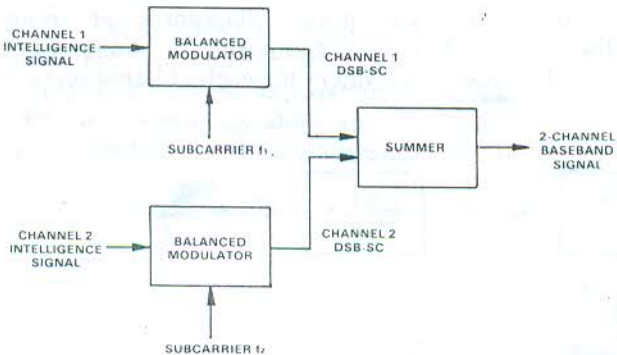 CHANNEL 1
INTELLIGENCE
SIGNAL
BALANCED
MODULATOR
CHANNEL 1
DSB-SC
SUBCARRIER f₁
SUMMER
2-CHANNEL
BASEBAND
SIGNAL
CHANNEL 2
INTELLIGENCE
SIGNAL
BALANCED
MODULATOR
CHANNEL 2
DSB-SC
SUBCARRIER f₂